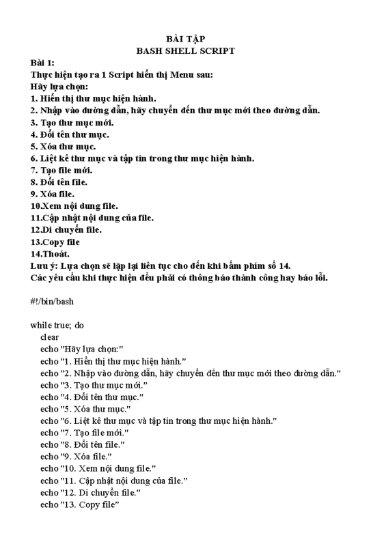 BÀI TẬP
BASH SHELL SCRIPT
Bài 1:
Thực hiện tạo ra 1 Script hiển thị Menu sau:
Hãy lựa chọn:
1. Hiển thị thư mục hiện hành.
2. Nhập vào đường dẫn, hãy chuyển đến thư mục mới theo đường dẫn.
3. Tạo thư mục mới.
4. Đổi tên thư mục.
5. Xóa thư mục.
6. Liệt kê thư mục và tập tin trong thư mục hiện hành.
7. Tạo file mới.
8. Đổi tên file.
9. Xóa file.
10.Xem nội dung file.
11.Cập nhật nội dung của file.
12.Di chuyển file.
13.Copy file
14.Thoát.
Lưu ý: Lựa chọn sẽ lặp lại liên tục cho đến khi bấm phím số 14.
Các yêu cầu khi thực hiện đều phải có thông báo thành công hay báo lỗi.
#!/bin/bash
while true; do
clear
echo "Hãy lựa chọn:"
echo "1. Hiển thị thư mục hiện hành."
echo "2. Nhập vào đường dẫn, hãy chuyển đến thư mục mới theo đường dẫn."
echo "3. Tạo thư mục mới."
echo "4. Đổi tên thư mục."
echo "5. Xóa thư mục."
echo "6. Liệt kê thư mục và tập tin trong thư mục hiện hành."
echo "7. Tạo file mới."
echo "8. Đổi tên file."
echo "9. Xóa file."
echo "10. Xem nội dung file."
echo "11. Cập nhật nội dung của file."
echo "12. Di chuyển file."
echo "13. Copy file"